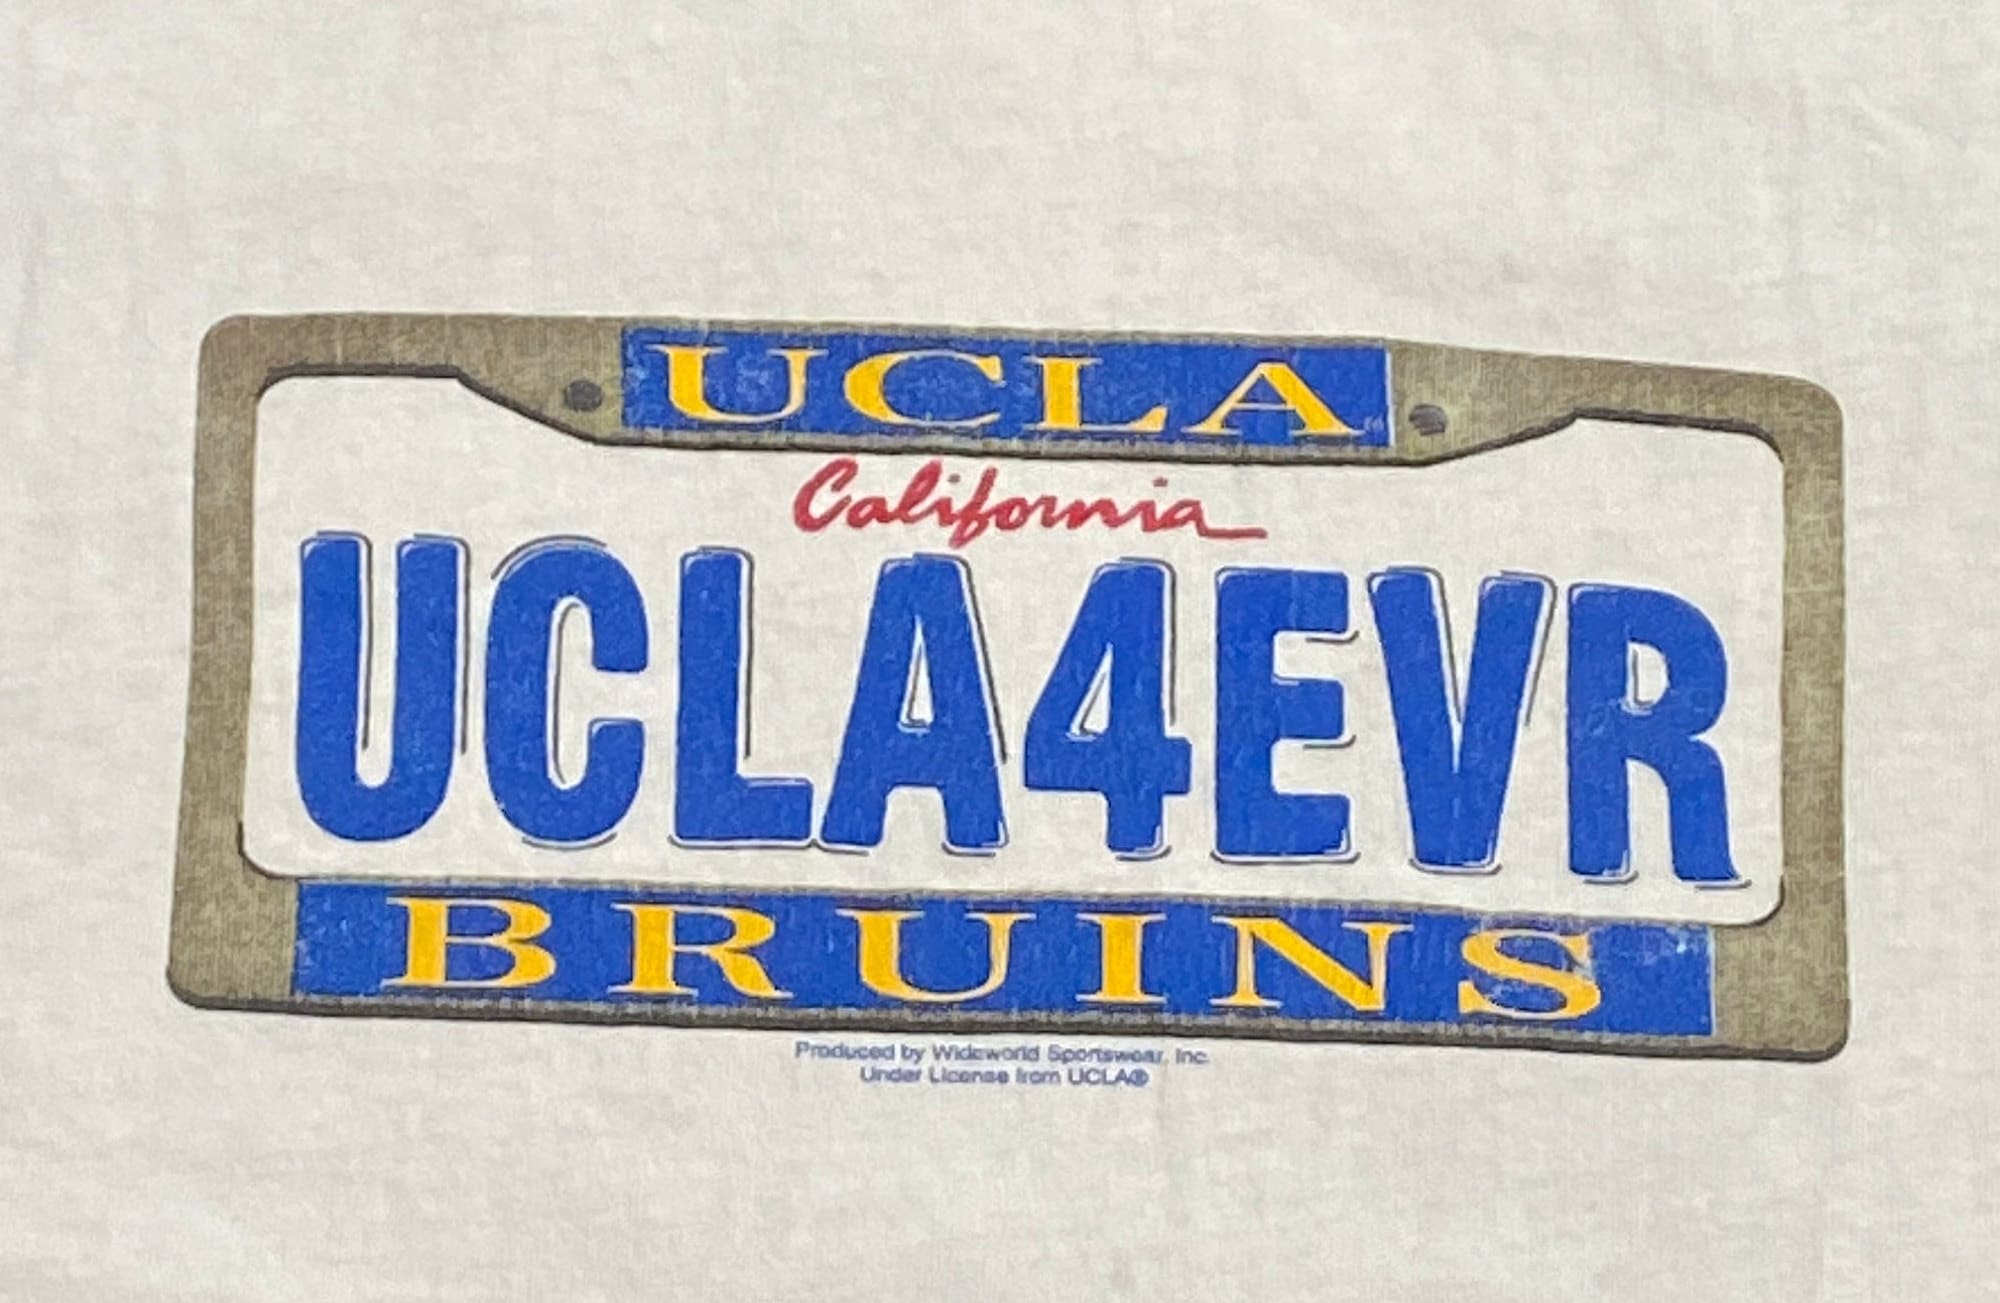 UCLA
California
UCLA4EVR
BRUINS
Produced by Wideworld Sportswear, Inc.
Under License from UCLA®